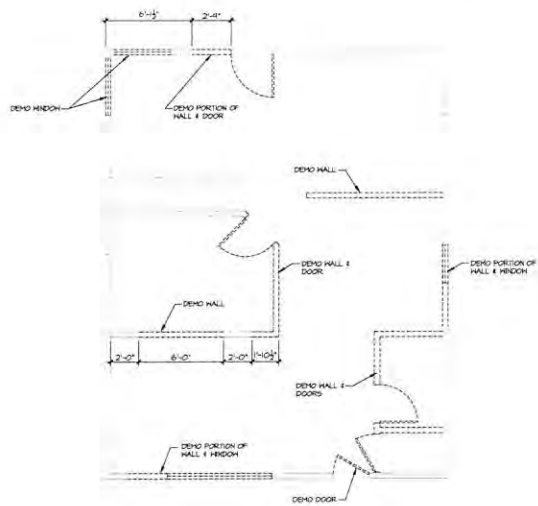 6'-1½"
2'-9"
DEMO WINDOW
DEMO PORTION OF
WALL & DOOR
DEMO WALL
DEMO WALL &
DOOR
DEMO PORTION OF
WALL & WINDOW
DEMO WALL
2'-0"
6'-0"
2'-0"
1'-10½"
DEMO WALL &
DOORS
DEMO PORTION OF
WALL & WINDOW
DEMO DOOR